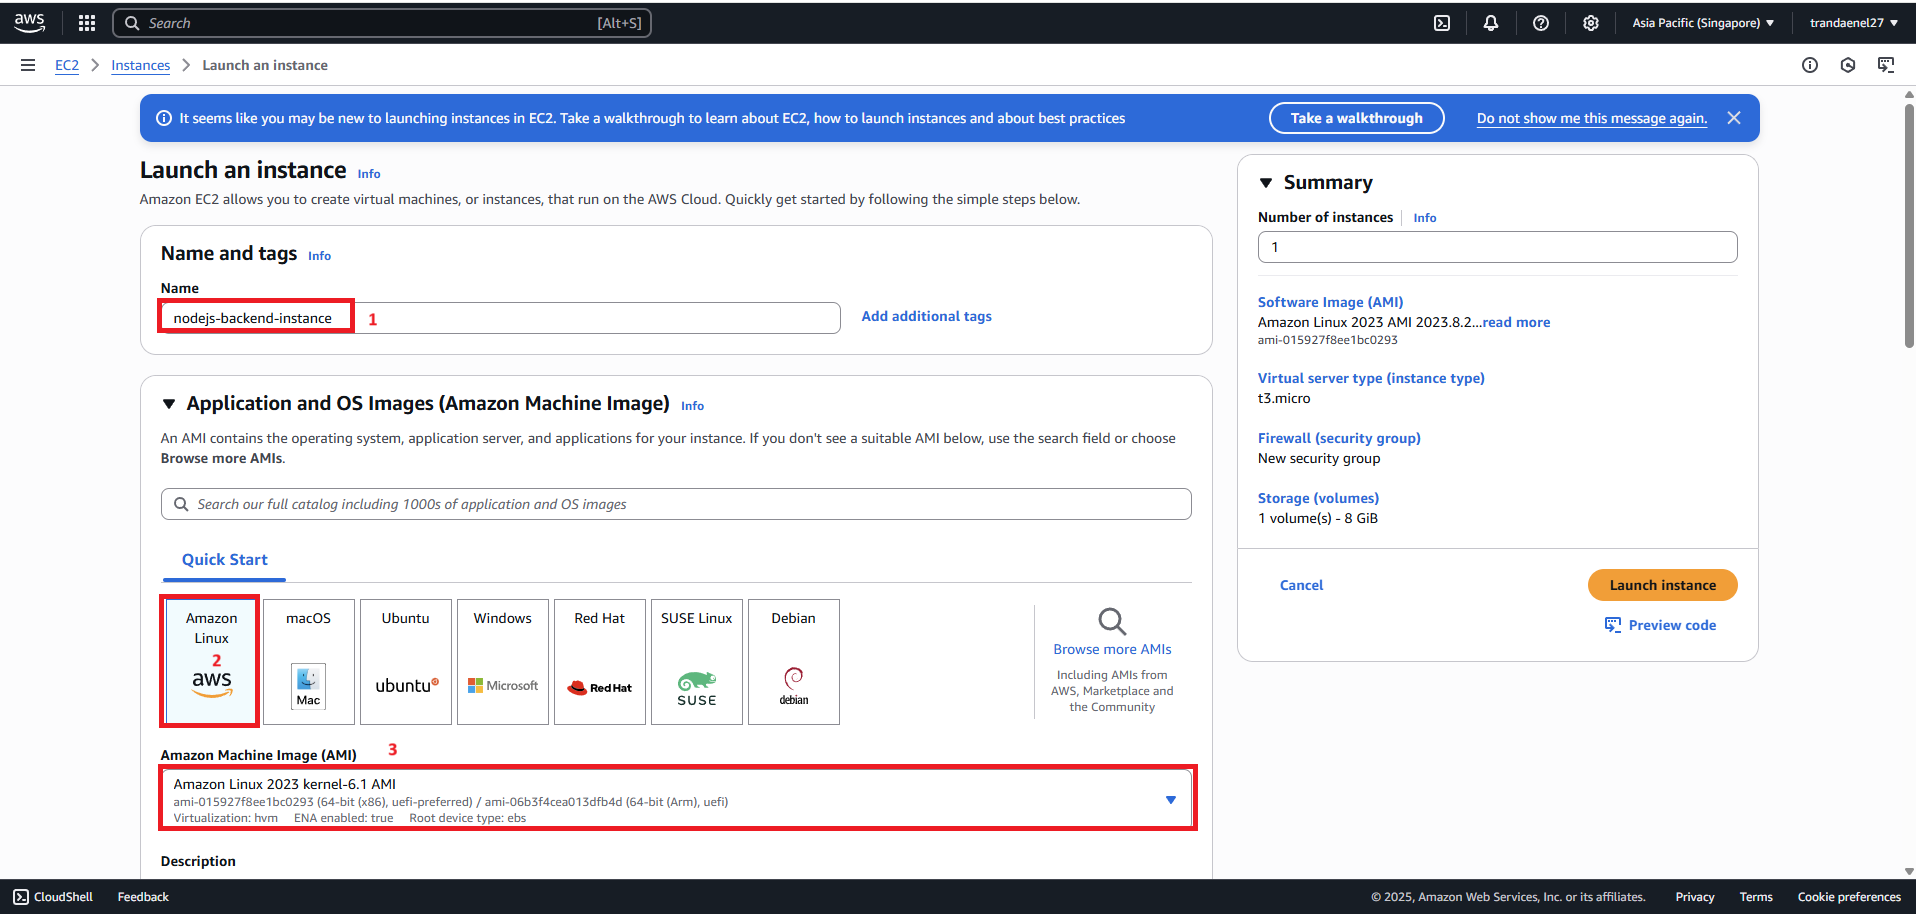 aws
Search [Alt+S]
Asia Pacific (Singapore)
trandaenel27
EC2 > Instances > Launch an instance
It seems like you may be new to launching instances in EC2. Take a walkthrough to learn about EC2, how to launch instances and about best practices
Take a walkthrough
Do not show me this message again.
Launch an instance Info
Amazon EC2 allows you to create virtual machines, or instances, that run on the AWS Cloud. Quickly get started by following the simple steps below.
Name and tags Info
Name
nodejs-backend-instance
1
Add additional tags
Application and OS Images (Amazon Machine Image) Info
An AMI contains the operating system, application server, and applications for your instance. If you don't see a suitable AMI below, use the search field or choose
Browse more AMIs.
Search our full catalog including 1000s of application and OS images
Quick Start
Amazon
Linux
2
aws
macOS
Mac
Ubuntu
ubuntu
Windows
Microsoft
Red Hat
Red Hat
SUSE Linux
SUSE
Debian
debian
Browse more AMIs
Including AMIs from
AWS, Marketplace and
the Community
Amazon Machine Image (AMI)
3
Amazon Linux 2023 kernel-6.1 AMI
ami-015927f8ee1bc0293 (64-bit (x86), uefi-preferred) / ami-06b3f4cea013dfb4d (64-bit (Arm), uefi)
Virtualization: hvm ENA enabled: true Root device type: ebs
Description
Summary
Number of instances Info
1
Software Image (AMI)
Amazon Linux 2023 AMI 2023.8.2...read more
ami-015927f8ee1bc0293
Virtual server type (instance type)
t3.micro
Firewall (security group)
New security group
Storage (volumes)
1 volume(s) - 8 GiB
Cancel
Launch instance
Preview code
CloudShell
Feedback
© 2025, Amazon Web Services, Inc. or its affiliates.
Privacy
Terms
Cookie preferences